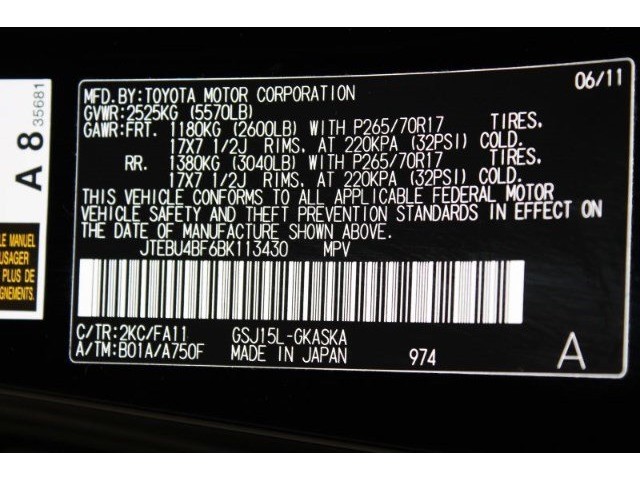 A 8 35681
LE MANUEL
USAGER
PLUS DE
IGNEMENTS.
06/11
MFD.BY:TOYOTA MOTOR CORPORATION
GVWR:2525KG (5570LB)
GAWR:FRT. 1180KG (2600LB) WITH P265/70R17 TIRES.
17X7 1/2J RIMS, AT 220KPA (32PSI) COLD.
RR. 1380KG (3040LB) WITH P265/70R17 TIRES.
17X7 1/2J RIMS, AT 220KPA (32PSI) COLD.
THIS VEHICLE CONFORMS TO ALL APPLICABLE FEDERAL MOTOR
VEHICLE SAFETY AND THEFT PREVENTION STANDARDS IN EFFECT ON
THE DATE OF MANUFACTURE SHOWN ABOVE.
JTEBU4BF6BK113430 MPV
C/TR:2KC/FA11 GSJ15L-GKASKA
A/TM:B01A/A750F MADE IN JAPAN 974 A